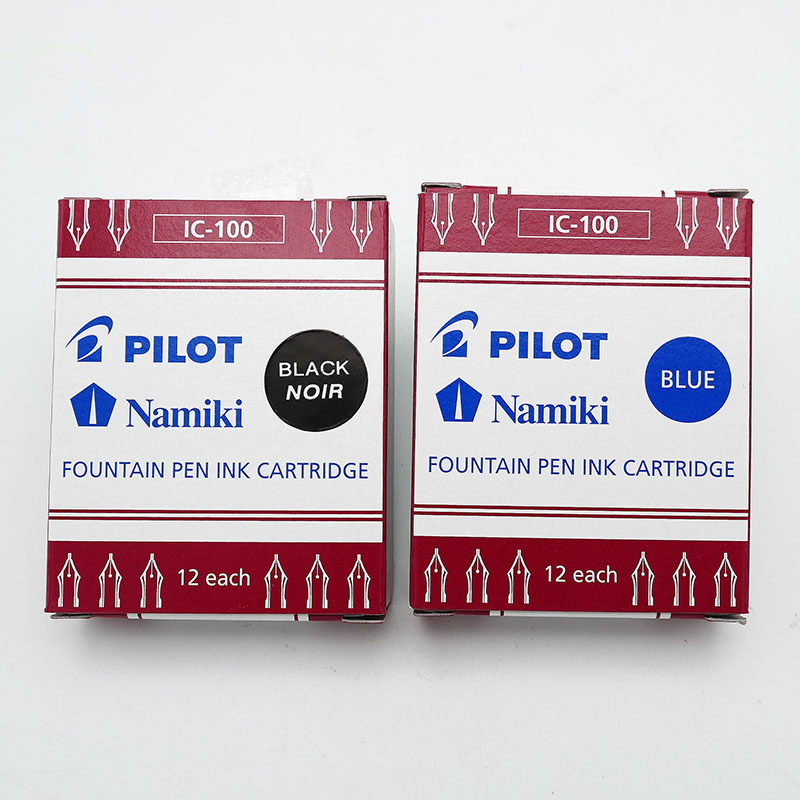 IC-100
PILOT
Namiki
BLACK
NOIR
FOUNTAIN PEN INK CARTRIDGE
12 each
IC-100
PILOT
Namiki
BLUE
FOUNTAIN PEN INK CARTRIDGE
12 each